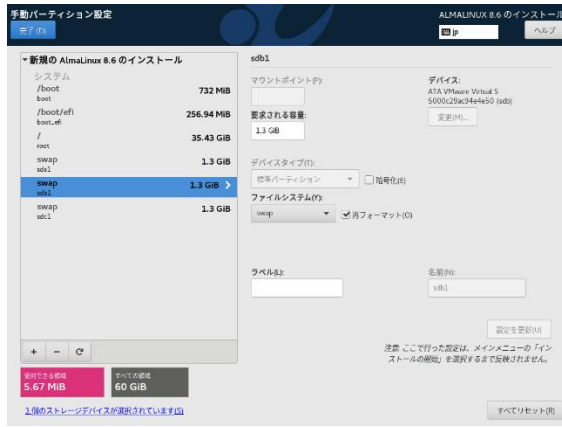 手動パーティション設定
完了(D)
ALMALINUX 8.6 のインストール
jp
ヘルプ
新規の AlmaLinux 8.6 のインストール
システム
/boot
boot
732 MiB
/boot/efi
boot_efi
256.94 MiB
/
root
35.43 GiB
swap
sda1
1.3 GiB
swap
sdb1
1.3 GiB
swap
sdc1
1.3 GiB
+ - C
使用できる領域
5.67 MiB
すべての領域
60 GiB
3 個のストレージデバイスが選択されています(S)
sdb1
マウントポイント(P):
要求される容量:
1.3 GiB
デバイス:
ATA VMware Virtual S
5000c29ac94e4e50 (sdb)
変更(M)...
デバイスタイプ(T):
標準パーティション
暗号化(E)
ファイルシステム(Y):
swap
再フォーマット(O)
ラベル(L):
名前(N):
sdb1
設定を更新(U)
注意: ここで行った設定は、メインメニューの「イン
ストールの開始」を選択するまで反映されません。
すべてリセット(R)